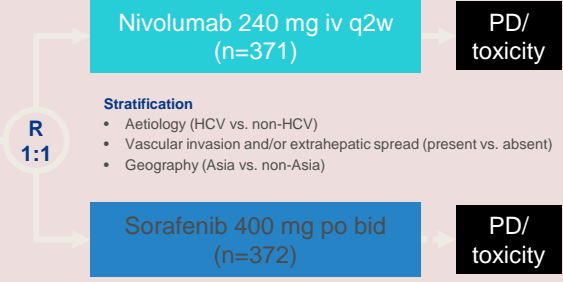 Nivolumab 240 mg iv q2w
(n=371)
PD/
toxicity
R
1:1
Stratification
• Aetiology (HCV vs. non-HCV)
• Vascular invasion and/or extrahepatic spread (present vs. absent)
• Geography (Asia vs. non-Asia)
Sorafenib 400 mg po bid
(n=372)
PD/
toxicity